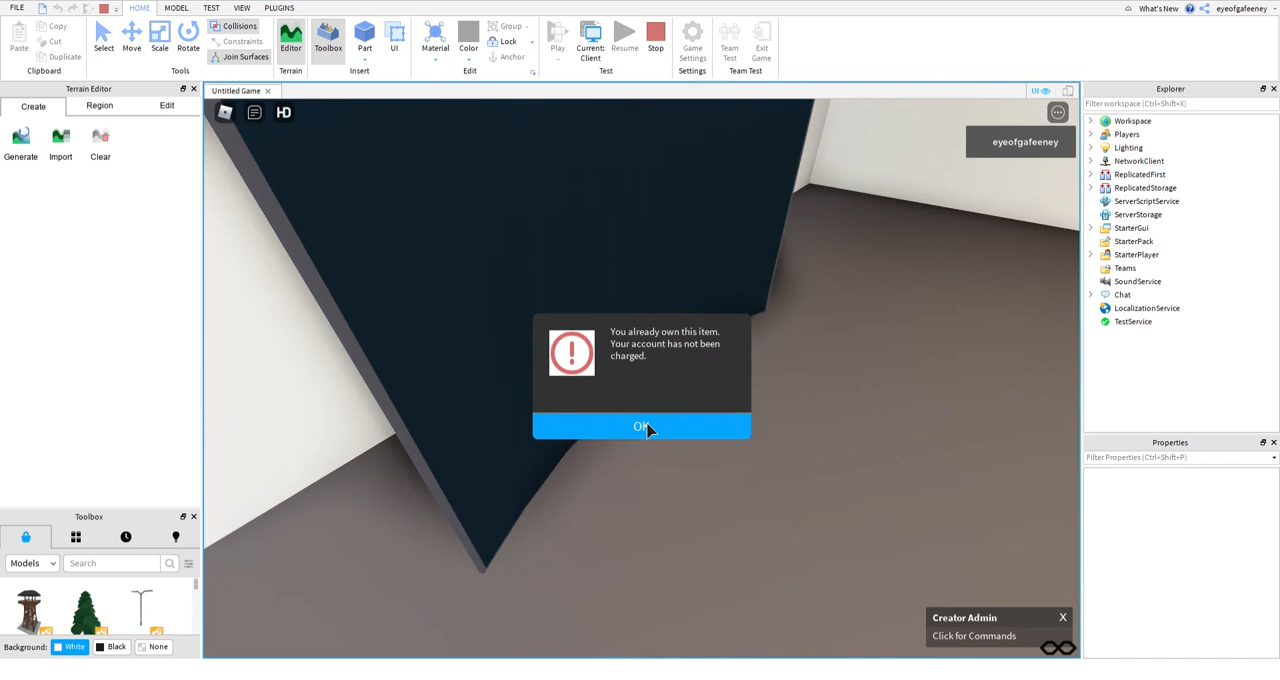 FILE HOME MODEL TEST VIEW PLUGINS What's New eyeofgafeeney
Paste Copy Cut Duplicate Clipboard
Select Move Scale Rotate Collisions Constraints Join Surfaces Tools
Editor Terrain
Toolbox Part UI Insert
Material Color Group Lock Anchor Edit
Play Current: Client Resume Stop Test
Game Settings Settings
Team Test Exit Game Team Test
Terrain Editor
Create Region Edit
Generate Import Clear
Untitled Game
UI
HD
eyeofgafeeney
You already own this item.
Your account has not been
charged.
OK
Creator Admin X
Click for Commands
Toolbox
Models Search
Background: White Black None
Explorer
Filter workspace (Ctrl+Shift+X)
Workspace
Players
Lighting
NetworkClient
ReplicatedFirst
ReplicatedStorage
ServerScriptService
ServerStorage
StarterGui
StarterPack
StarterPlayer
Teams
SoundService
Chat
LocalizationService
TestService
Properties
Filter Properties (Ctrl+Shift+P)